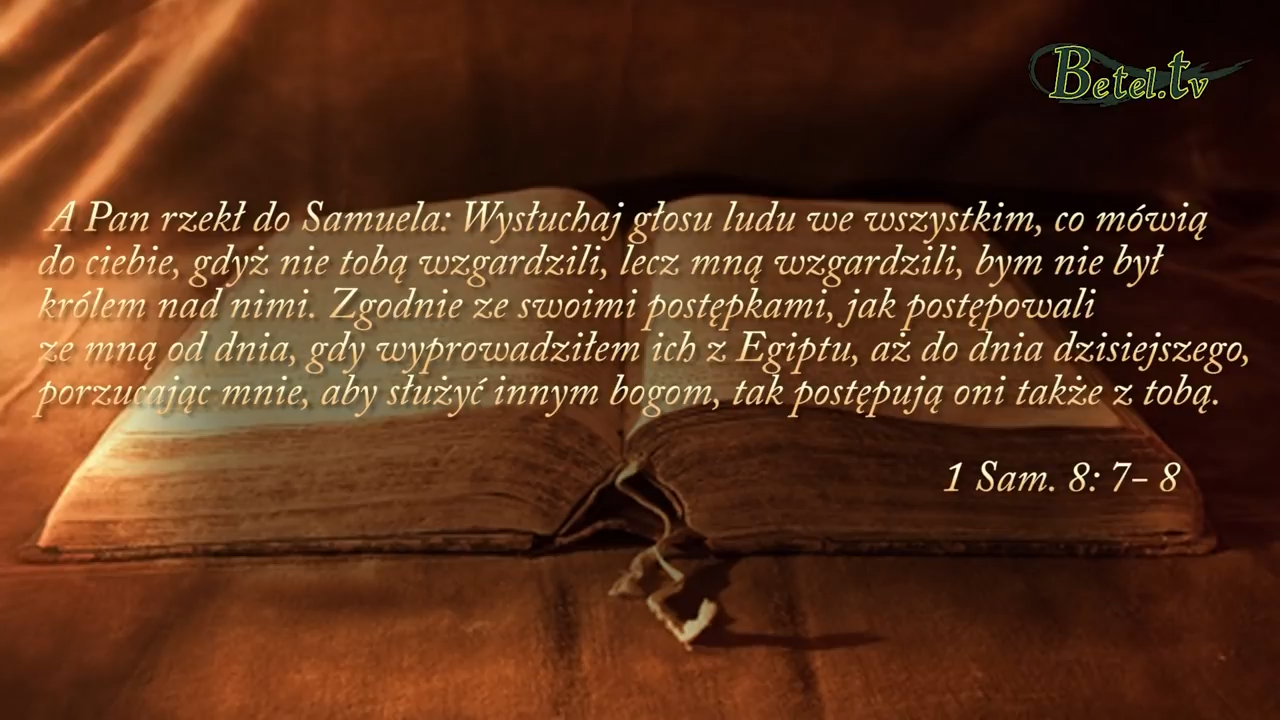 Betel.tv
A Pan rzekł do Samuela: Wysłuchaj głosu ludu we wszystkim, co mówią
do ciebie, gdyż nie tobą wzgardzili, lecz mną wzgardzili, bym nie był
królem nad nimi. Zgodnie ze swoimi postępkami, jak postępowali
ze mną od dnia, gdy wyprowadziłem ich z Egiptu, aż do dnia dzisiejszego,
porzucając mnie, aby służyć innym bogom, tak postępują oni także z tobą.
1 Sam. 8: 7– 8